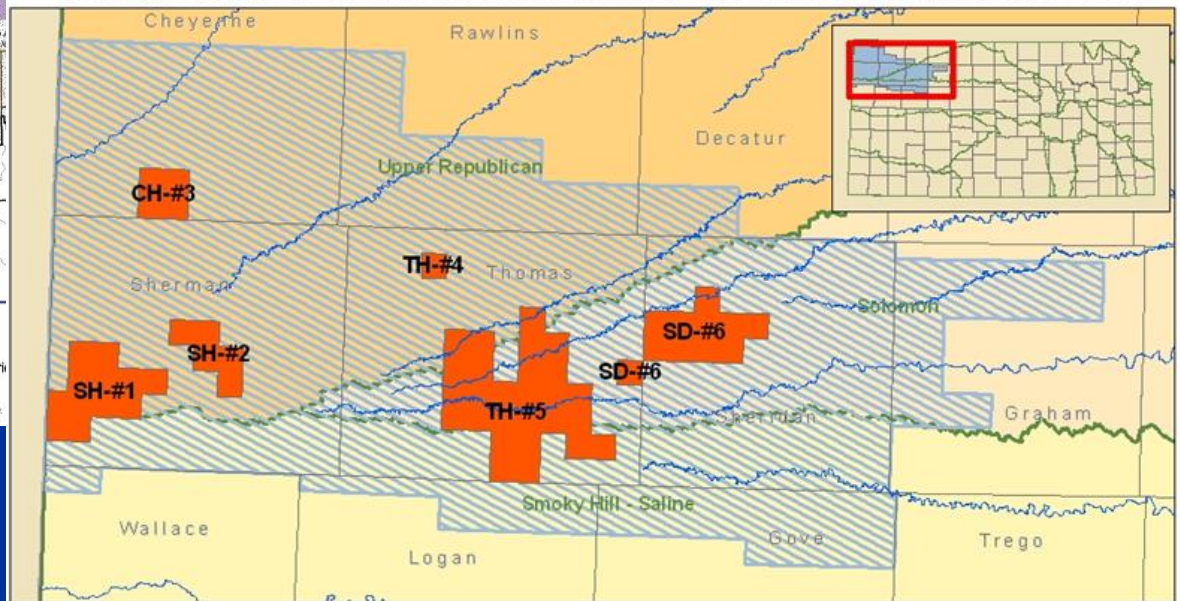 Cheyenne
Rawlins
Decatur
Upper Republican
CH-#3
TH-#4
Thomas
Sherman
Solomon
SD-#6
SH-#2
SD-#6
SH-#1
TH-#5
Sheridan
Graham
Smoky Hill - Saline
Wallace
Gove
Trego
Logan